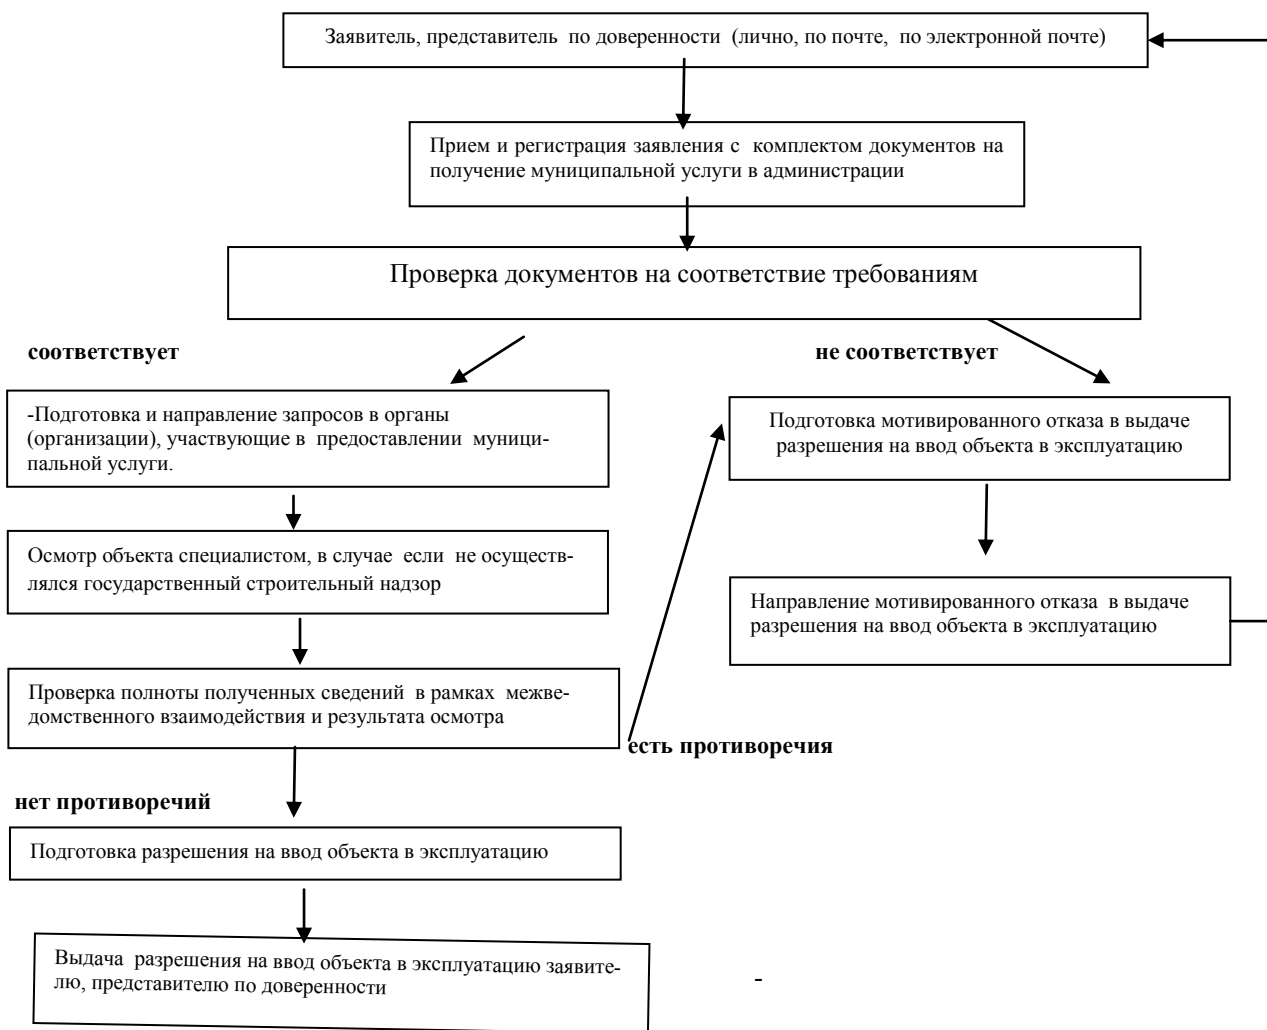 Заявитель, представитель по доверенности (лично, по почте, по электронной почте)
Прием и регистрация заявления с комплектом документов на
получение муниципальной услуги в администрации
Проверка документов на соответствие требованиям
соответствует
не соответствует
-Подготовка и направление запросов в органы
(организации), участвующие в предоставлении муници-
пальной услуги.
Подготовка мотивированного отказа в выдаче
разрешения на ввод объекта в эксплуатацию
Осмотр объекта специалистом, в случае если не осуществ-
лялся государственный строительный надзор
Направление мотивированного отказа в выдаче
разрешения на ввод объекта в эксплуатацию
Проверка полноты полученных сведений в рамках межве-
домственного взаимодействия и результата осмотра
есть противоречия
нет противоречий
Подготовка разрешения на ввод объекта в эксплуатацию
Выдача разрешения на ввод объекта в эксплуатацию заявите-
лю, представителю по доверенности
-